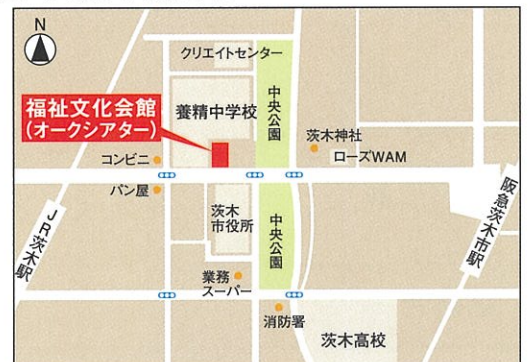 N
クリエイトセンター
福祉文化会館
(オークシアター)
養精中学校
中央公園
茨木神社
ローズWAM
コンビニ
パン屋
JR茨木駅
茨木
市役所
中央公園
阪急茨木市駅
業務
スーパー
消防署
茨木高校